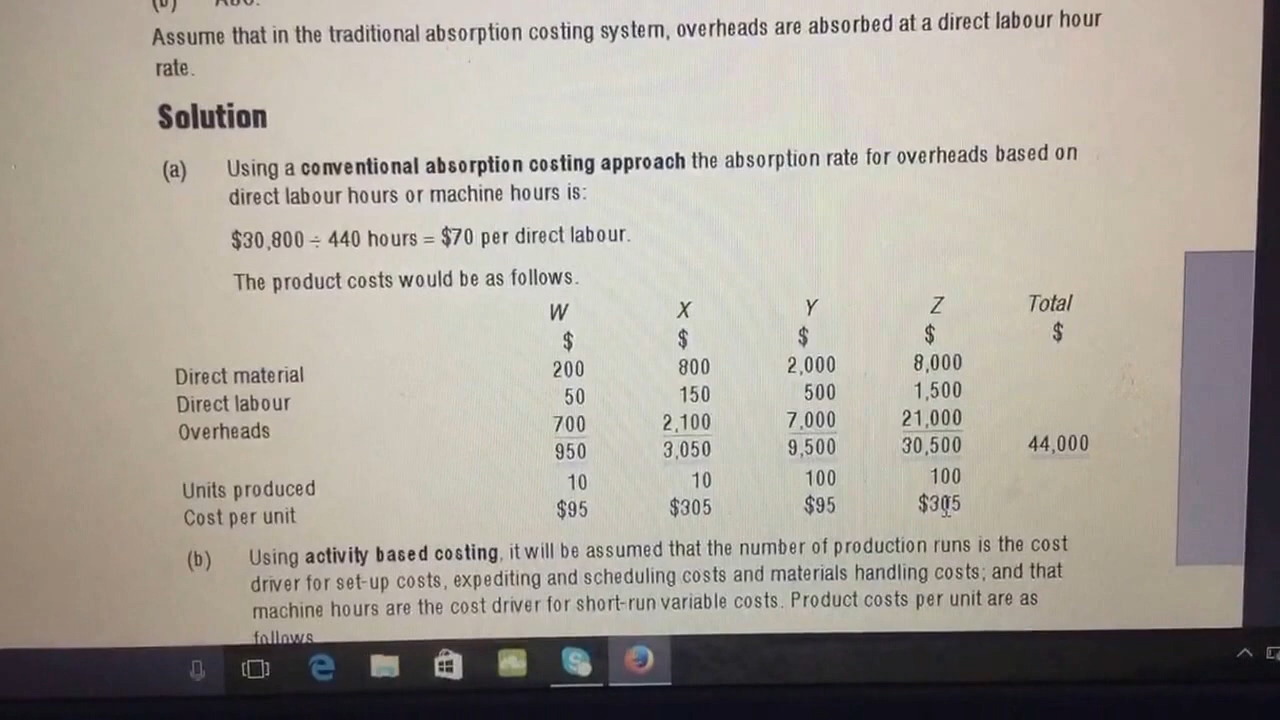 Assume that in the traditional absorption costing system, overheads are absorbed at a direct labour hour
rate.
Solution
(a) Using a conventional absorption costing approach the absorption rate for overheads based on
direct labour hours or machine hours is:
$30,800 ÷ 440 hours = $70 per direct labour.
The product costs would be as follows.
W X Y Z Total
$ $ $ $ $
Direct material 200 800 2,000 8,000
Direct labour 50 150 500 1,500
Overheads 700 2,100 7,000 21,000
950 3,050 9,500 30,500 44,000
Units produced 10 10 100 100
Cost per unit $95 $305 $95 $305
(b) Using activity based costing, it will be assumed that the number of production runs is the cost
driver for set-up costs, expediting and scheduling costs and materials handling costs; and that
machine hours are the cost driver for short-run variable costs. Product costs per unit are as
follows